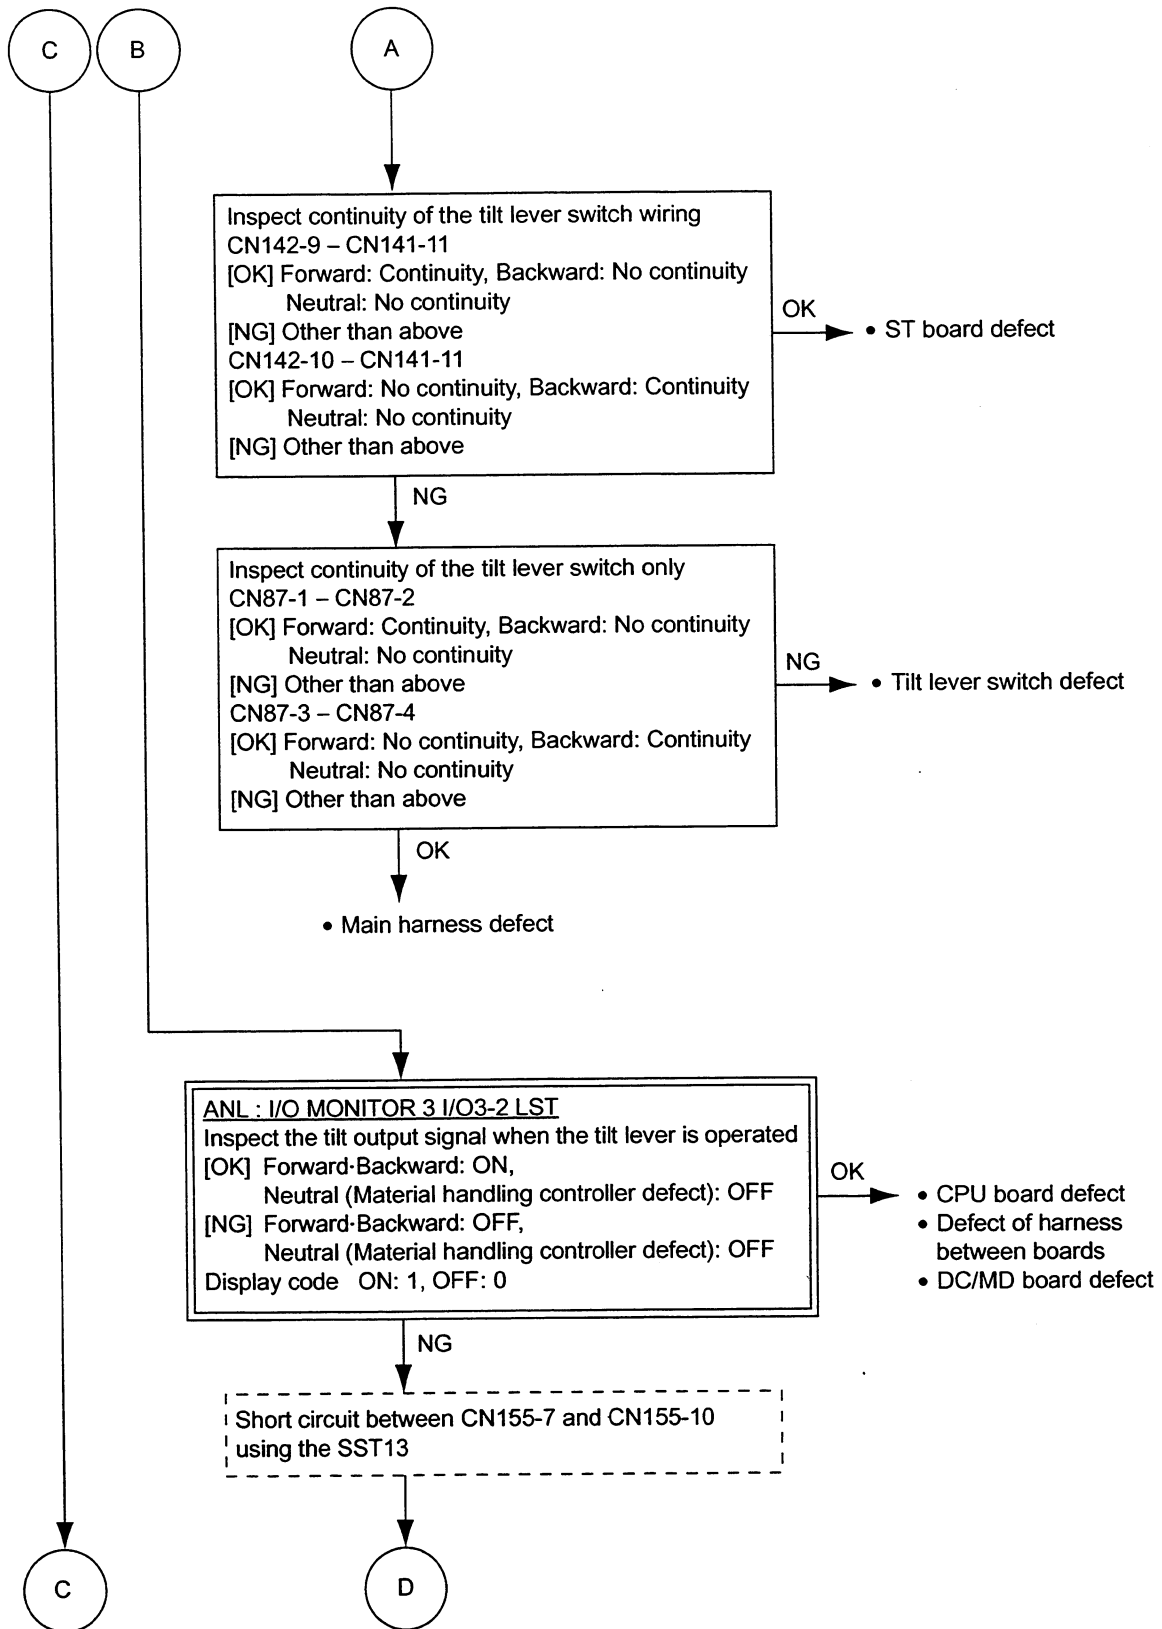 C
B
A
Inspect continuity of the tilt lever switch wiring
CN142-9 – CN141-11
[OK] Forward: Continuity, Backward: No continuity
Neutral: No continuity
[NG] Other than above
CN142-10 – CN141-11
[OK] Forward: No continuity, Backward: Continuity
Neutral: No continuity
[NG] Other than above
OK
• ST board defect
NG
Inspect continuity of the tilt lever switch only
CN87-1 – CN87-2
[OK] Forward: Continuity, Backward: No continuity
Neutral: No continuity
[NG] Other than above
CN87-3 – CN87-4
[OK] Forward: No continuity, Backward: Continuity
Neutral: No continuity
[NG] Other than above
NG
• Tilt lever switch defect
OK
• Main harness defect
ANL : I/O MONITOR 3 I/O3-2 LST
Inspect the tilt output signal when the tilt lever is operated
[OK] Forward·Backward: ON,
Neutral (Material handling controller defect): OFF
[NG] Forward·Backward: OFF,
Neutral (Material handling controller defect): OFF
Display code ON: 1, OFF: 0
OK
• CPU board defect
• Defect of harness
between boards
• DC/MD board defect
NG
Short circuit between CN155-7 and CN155-10
using the SST13
C
D